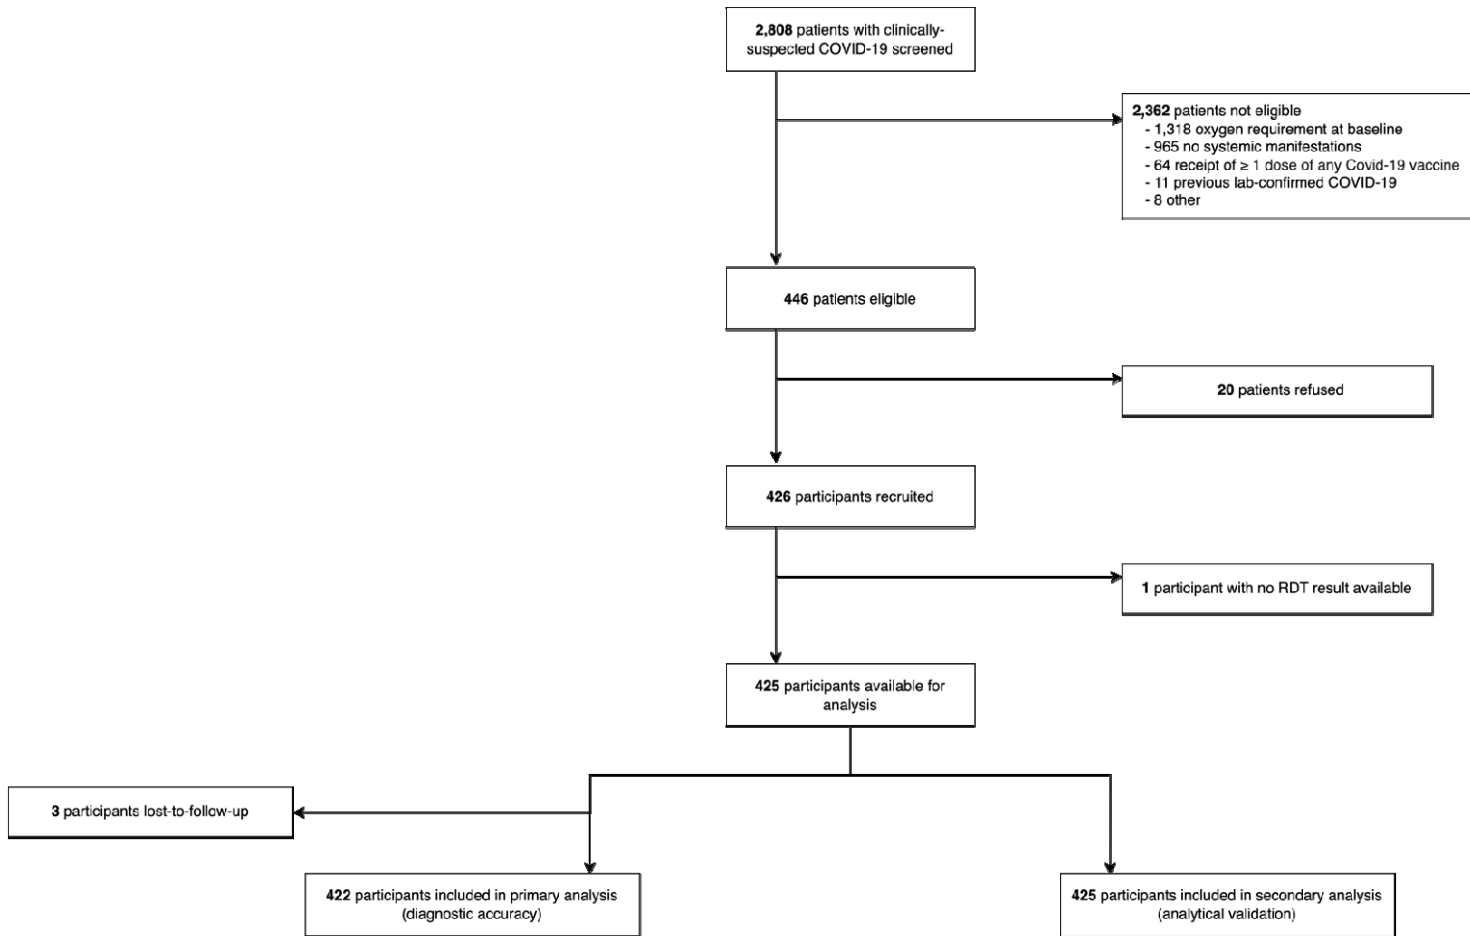 2,808 patients with clinically-
suspected COVID-19 screened
2,362 patients not eligible
- 1,318 oxygen requirement at baseline
- 965 no systemic manifestations
- 64 receipt of ≥ 1 dose of any Covid-19 vaccine
- 11 previous lab-confirmed COVID-19
- 8 other
446 patients eligible
20 patients refused
426 participants recruited
1 participant with no RDT result available
425 participants available for
analysis
3 participants lost-to-follow-up
422 participants included in primary analysis
(diagnostic accuracy)
425 participants included in secondary analysis
(analytical validation)